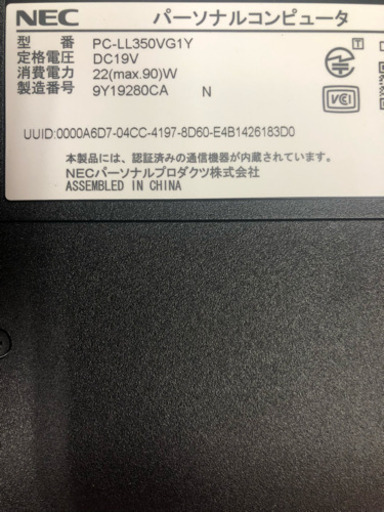 NEC パーソナルコンピュータ
型 番 PC-LL350VG1Y
定格電圧 DC19V
消費電力 22(max.90)W
製造番号 9Y19280CA N
VCCI
UUID:0000A6D7-04CC-4197-8D60-E4B1426183D0
本製品には、認証済みの通信機器が内蔵されています。
NECパーソナルプロダクツ株式会社
ASSEMBLED IN CHINA